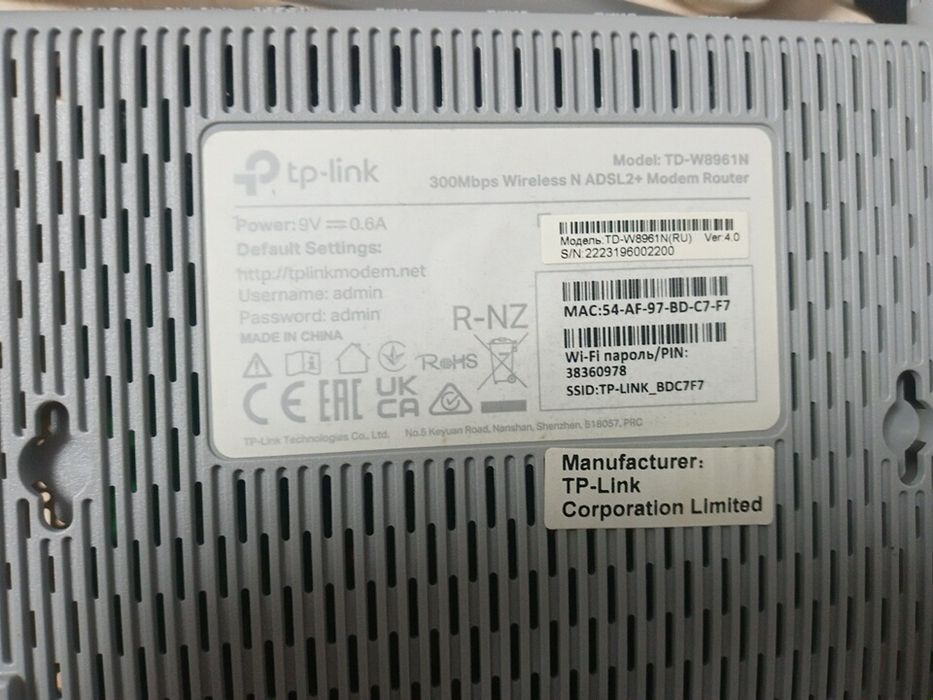 tp-link
Model: TD-W8961N
300Mbps Wireless N ADSL2+ Modem Router
Power: 9V ⎓ 0.6A
Default Settings:
http://tplinkmodem.net
Username: admin
Password: admin
MADE IN CHINA
R-NZ
RoHS
CE EAC UK
CA
TP-Link Technologies Co., Ltd. No.5 Keyuan Road, Nanshan, Shenzhen, 518057, PRC
Модель:TD-W8961N(RU) Ver:4.0
S/N:2223196002200
MAC:54-AF-97-BD-C7-F7
Wi-Fi пароль/PIN:
38360978
SSID:TP-LINK_BDC7F7
Manufacturer:
TP-Link
Corporation Limited